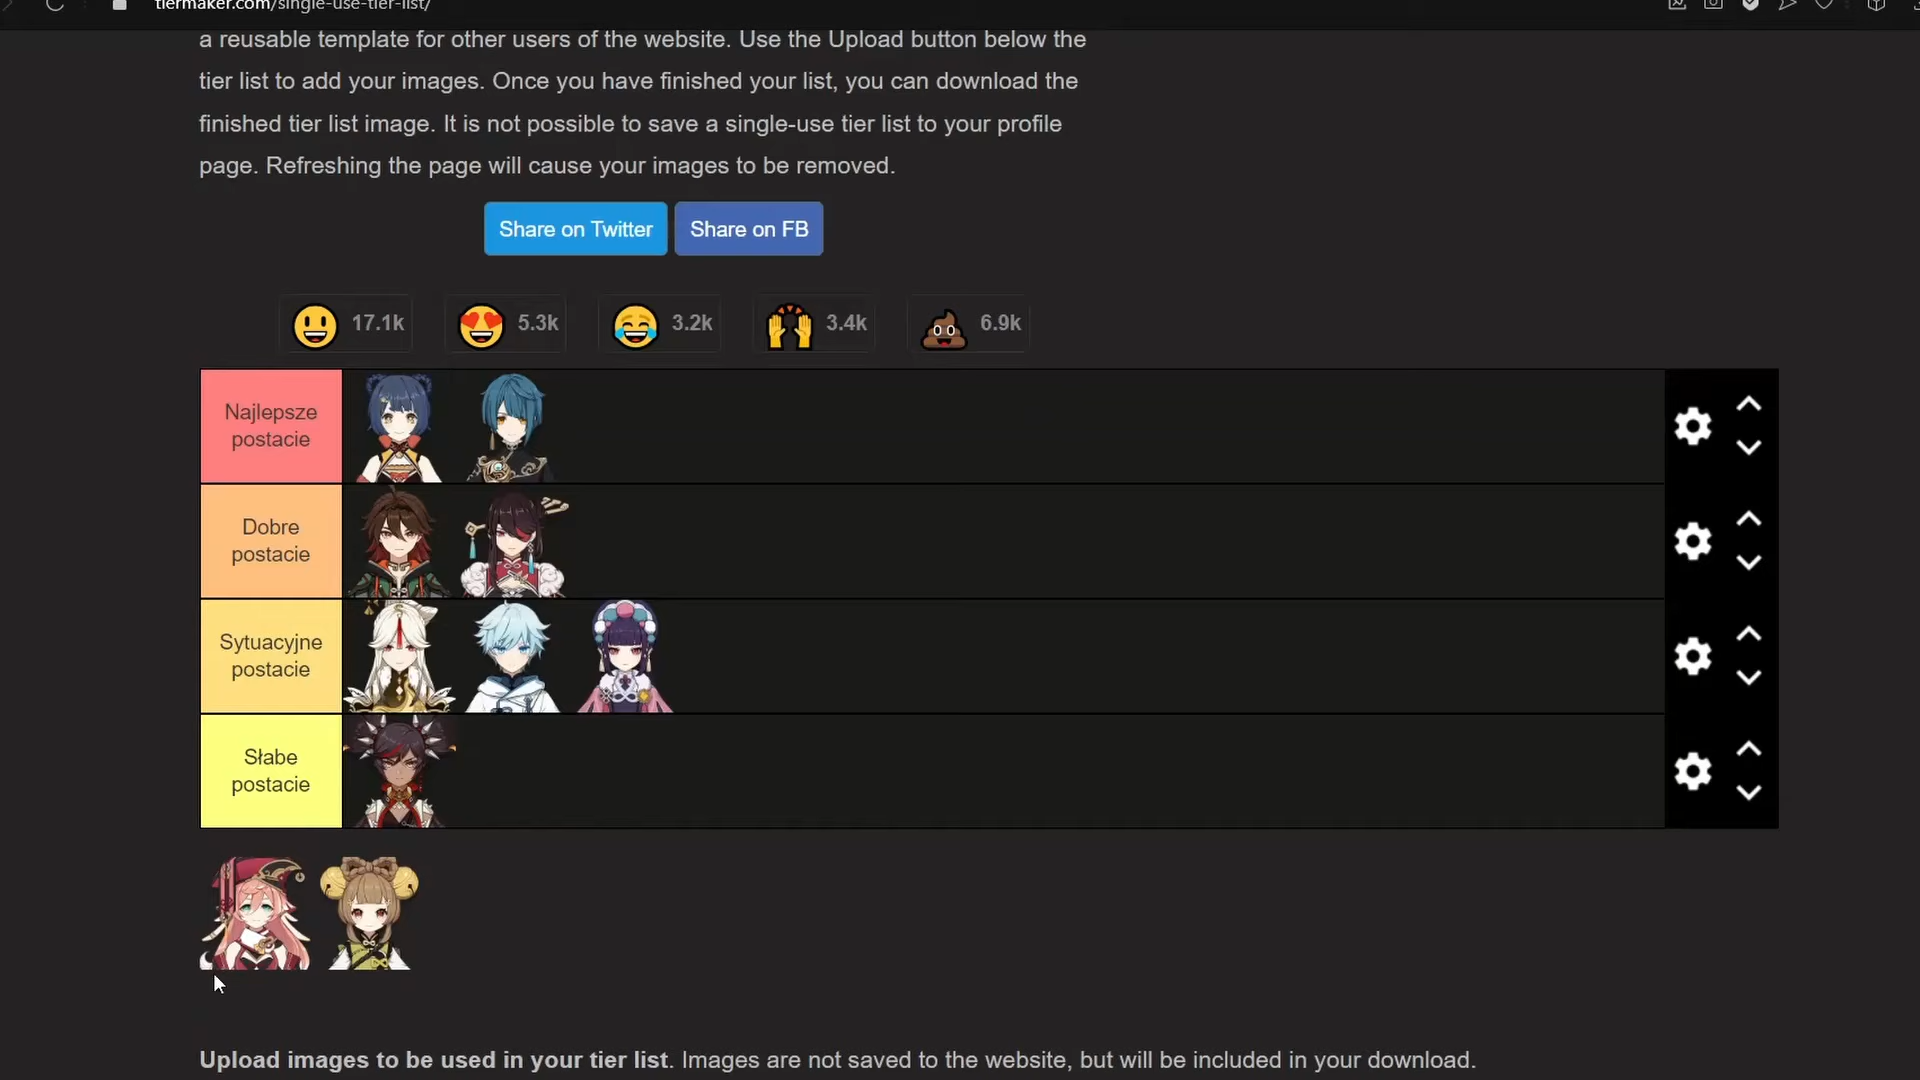 tiermaker.com/single-use-tier-list/
a reusable template for other users of the website. Use the Upload button below the
tier list to add your images. Once you have finished your list, you can download the
finished tier list image. It is not possible to save a single-use tier list to your profile
page. Refreshing the page will cause your images to be removed.
Share on Twitter
Share on FB
17.1k
5.3k
3.2k
3.4k
6.9k
Najlepsze
postacie
Dobre
postacie
Sytuacyjne
postacie
Słabe
postacie
Upload images to be used in your tier list. Images are not saved to the website, but will be included in your download.